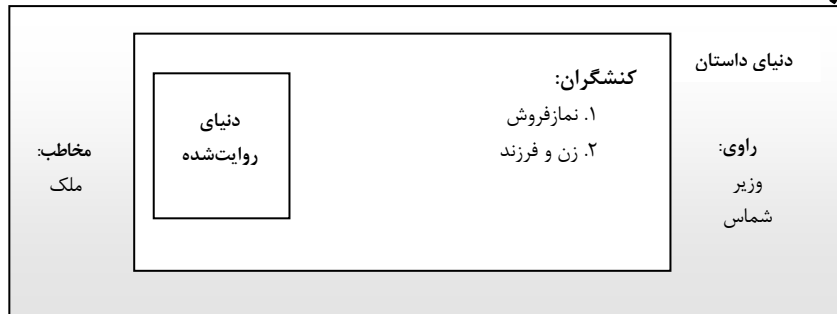 دنیای داستان
راوی:
وزیر
شماس
کنشگران:
۱. نمازفروش
۲. زن و فرزند
دنیای
روایت‌شده
مخاطب:
ملک